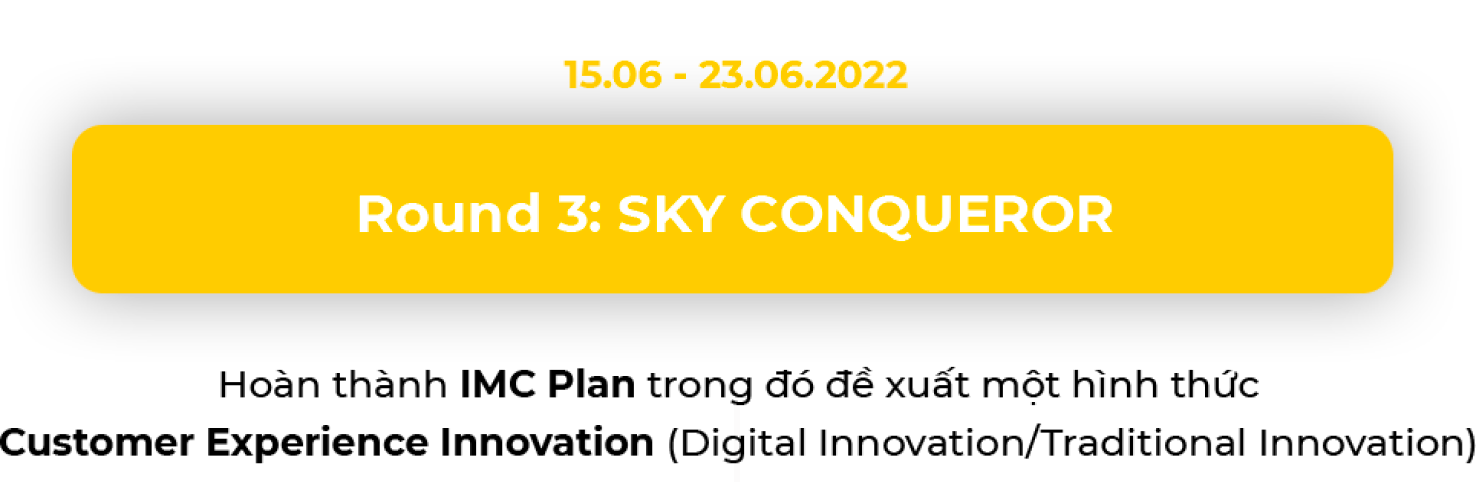 15.06 - 23.06.2022
Round 3: SKY CONQUEROR
Hoàn thành IMC Plan trong đó đề xuất một hình thức
Customer Experience Innovation (Digital Innovation/Traditional Innovation)